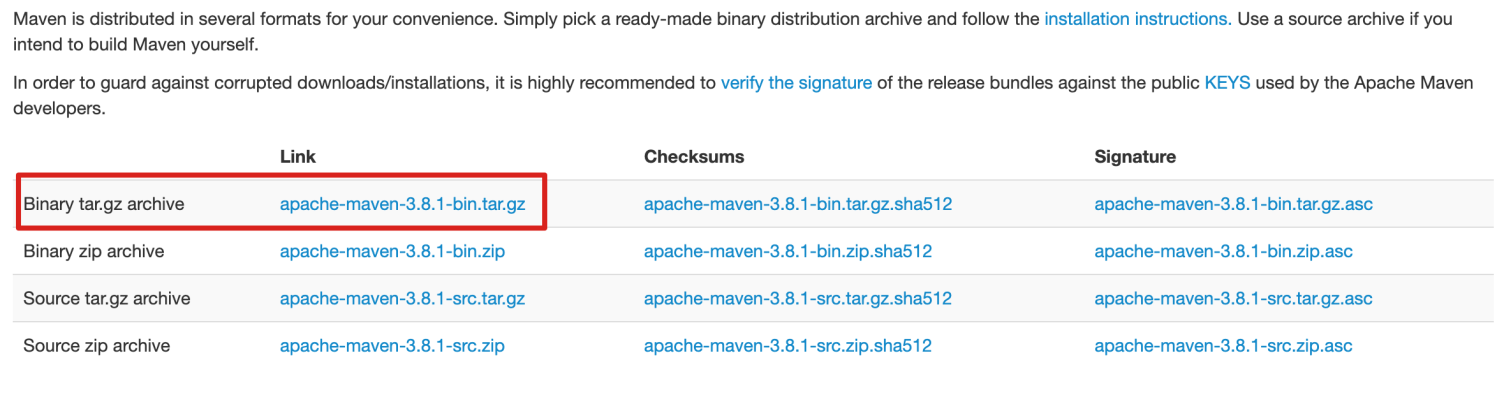 Maven is distributed in several formats for your convenience. Simply pick a ready-made binary distribution archive and follow the installation instructions. Use a source archive if you
intend to build Maven yourself.
In order to guard against corrupted downloads/installations, it is highly recommended to verify the signature of the release bundles against the public KEYS used by the Apache Maven
developers.
Link Checksums Signature
Binary tar.gz archive apache-maven-3.8.1-bin.tar.gz apache-maven-3.8.1-bin.tar.gz.sha512 apache-maven-3.8.1-bin.tar.gz.asc
Binary zip archive apache-maven-3.8.1-bin.zip apache-maven-3.8.1-bin.zip.sha512 apache-maven-3.8.1-bin.zip.asc
Source tar.gz archive apache-maven-3.8.1-src.tar.gz apache-maven-3.8.1-src.tar.gz.sha512 apache-maven-3.8.1-src.tar.gz.asc
Source zip archive apache-maven-3.8.1-src.zip apache-maven-3.8.1-src.zip.sha512 apache-maven-3.8.1-src.zip.asc